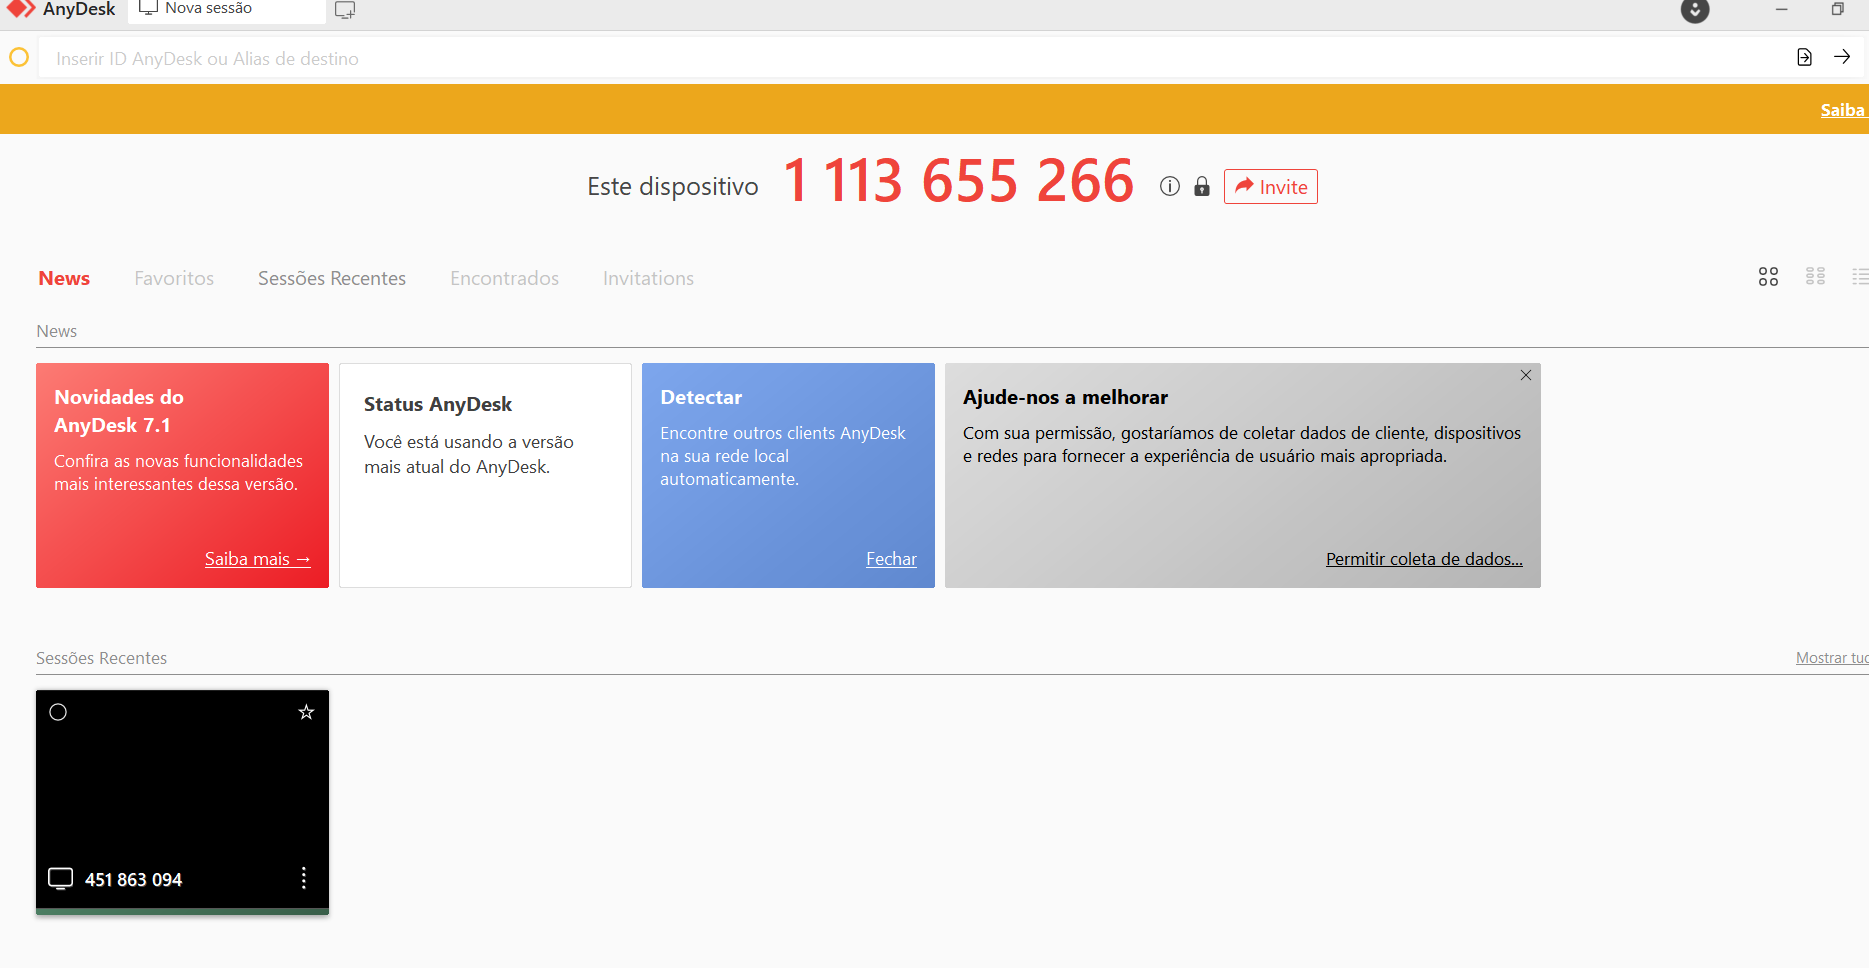 AnyDesk
Nova sessão
Inserir ID AnyDesk ou Alias de destino
Saiba
Este dispositivo 1 113 655 266 Invite
News Favoritos Sessões Recentes Encontrados Invitations
News
Novidades do
AnyDesk 7.1
Confira as novas funcionalidades
mais interessantes dessa versão.
Saiba mais →
Status AnyDesk
Você está usando a versão
mais atual do AnyDesk.
Detectar
Encontre outros clients AnyDesk
na sua rede local
automaticamente.
Fechar
Ajude-nos a melhorar
Com sua permissão, gostaríamos de coletar dados de cliente, dispositivos
e redes para fornecer a experiência de usuário mais apropriada.
Permitir coleta de dados...
Sessões Recentes
Mostrar
451 863 094